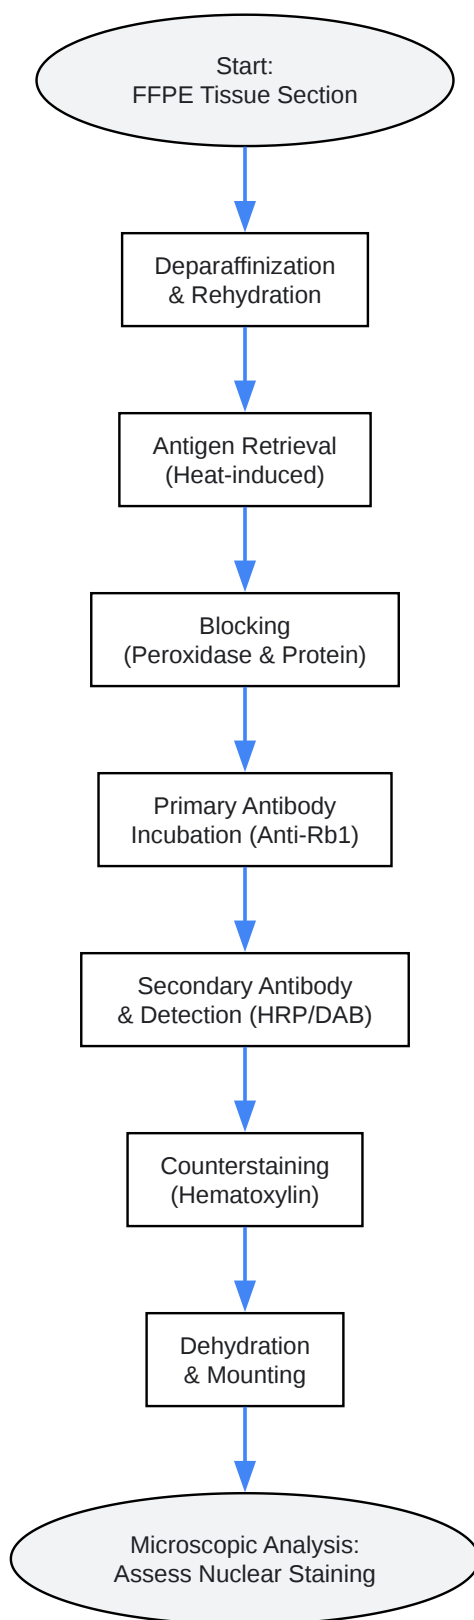 Start:
FFPE Tissue Section
Deparaffinization
& Rehydration
Antigen Retrieval
(Heat-induced)
Blocking
(Peroxidase & Protein)
Primary Antibody
Incubation (Anti-Rb1)
Secondary Antibody
& Detection (HRP/DAB)
Counterstaining
(Hematoxylin)
Dehydration
& Mounting
Microscopic Analysis:
Assess Nuclear Staining